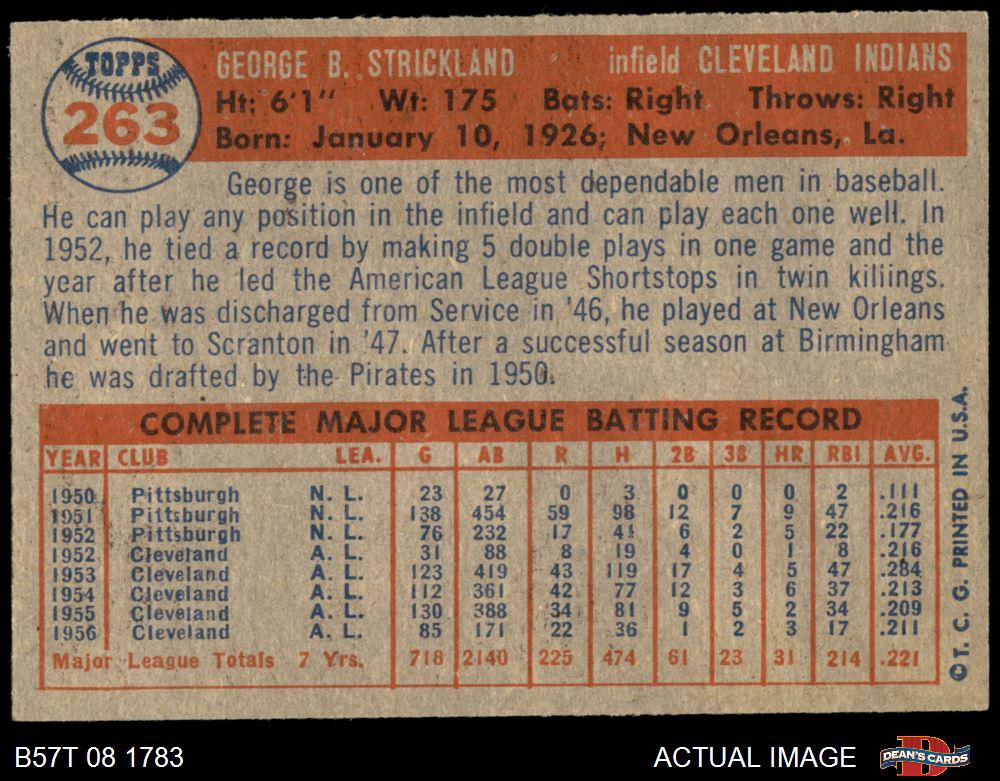 TOPPS
263
GEORGE B. STRICKLAND infield CLEVELAND INDIANS
Ht: 6'1" Wt: 175 Bats: Right Throws: Right
Born: January 10, 1926; New Orleans, La.
George is one of the most dependable men in baseball.
He can play any position in the infield and can play each one well. In
1952, he tied a record by making 5 double plays in one game and the
year after he led the American League Shortstops in twin killings.
When he was discharged from Service in '46, he played at New Orleans
and went to Scranton in '47. After a successful season at Birmingham
he was drafted by the Pirates in 1950.
COMPLETE MAJOR LEAGUE BATTING RECORD
YEAR CLUB LEA. G AB R H 2B 3B HR RBI AVG.
1950 Pittsburgh N. L. 23 27 0 3 0 0 0 2 .111
1951 Pittsburgh N. L. 138 454 59 98 12 7 9 47 .216
1952 Pittsburgh N. L. 76 232 17 41 6 2 5 22 .177
1952 Cleveland A. L. 31 88 8 19 4 0 1 8 .216
1953 Cleveland A. L. 123 419 43 119 17 4 5 47 .284
1954 Cleveland A. L. 112 361 42 77 12 3 6 37 .213
1955 Cleveland A. L. 130 388 34 81 9 5 2 34 .209
1956 Cleveland A. L. 85 171 22 36 1 2 3 17 .211
Major League Totals 7 Yrs. 718 2140 225 474 61 23 31 214 .221
© T. C. G. PRINTED IN U.S.A.
B57T 08 1783 ACTUAL IMAGE DEAN'S CARDS